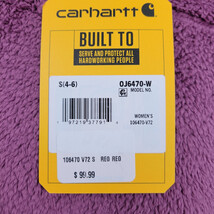 carhartt
BUILT TO
SERVE AND PROTECT ALL
HARDWORKING PEOPLE
S(4-6)
OJ6470-W
MODEL NO.
WOMEN'S
106470-V72
106470 V72 S REG REG
$ 99.99